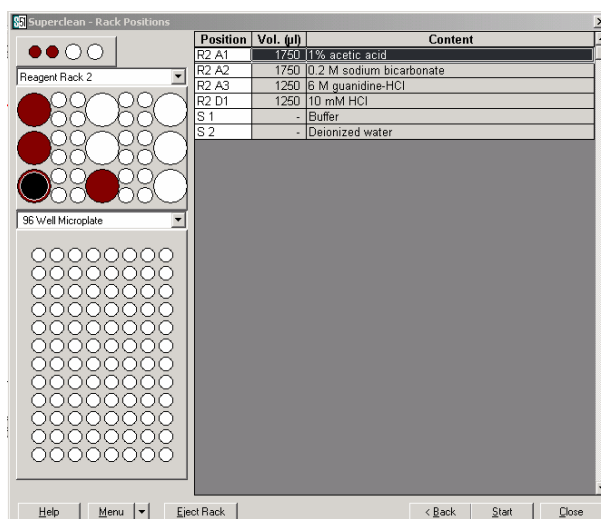 Superclean - Rack Positions
Reagent Rack 2
96 Well Microplate
Position Vol. (µl) Content
R2 A1 1750 1% acetic acid
R2 A2 1750 0.2 M sodium bicarbonate
R2 A3 1250 6 M guanidine-HCl
R2 D1 1250 10 mM HCl
S 1 - Buffer
S 2 - Deionized water
Help Menu Eject Rack < Back Start Close